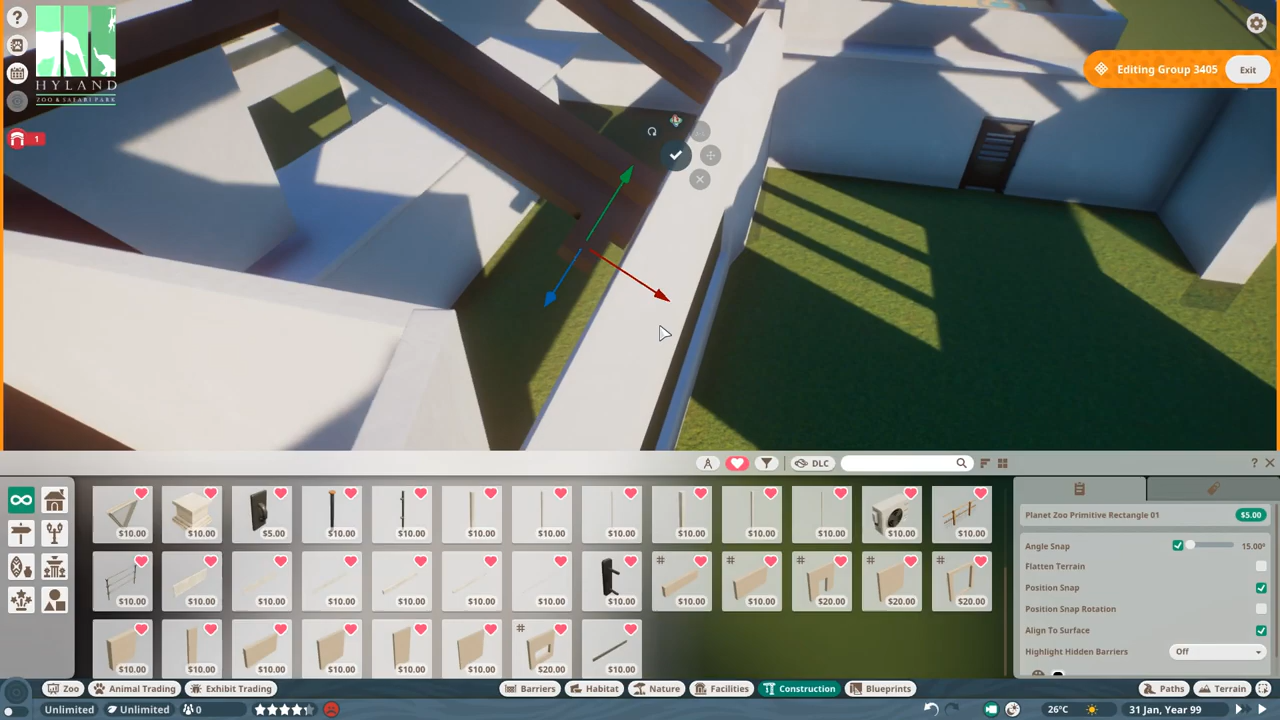 ?
HYLAND
ZOO & SAFARI PARK
1
Editing Group 3405
Exit
DLC
? ×
$10.00 $10.00 $5.00 $10.00 $10.00 $10.00 $10.00 $10.00 $10.00 $10.00 $10.00 $10.00 $10.00
$10.00 $10.00 $10.00 $10.00 $10.00 $10.00 $10.00 $10.00 # $10.00 # $10.00 # $20.00 # $20.00 # $20.00
$10.00 $10.00 $10.00 $10.00 $10.00 $10.00 # $20.00 $10.00
Planet Zoo Primitive Rectangle 01 $5.00
Angle Snap 15.00°
Flatten Terrain
Position Snap
Position Snap Rotation
Align To Surface
Highlight Hidden Barriers Off
Zoo Animal Trading Exhibit Trading Barriers Habitat Nature Facilities Construction Blueprints Paths Terrain
Unlimited Unlimited 0 26°C 31 Jan, Year 99